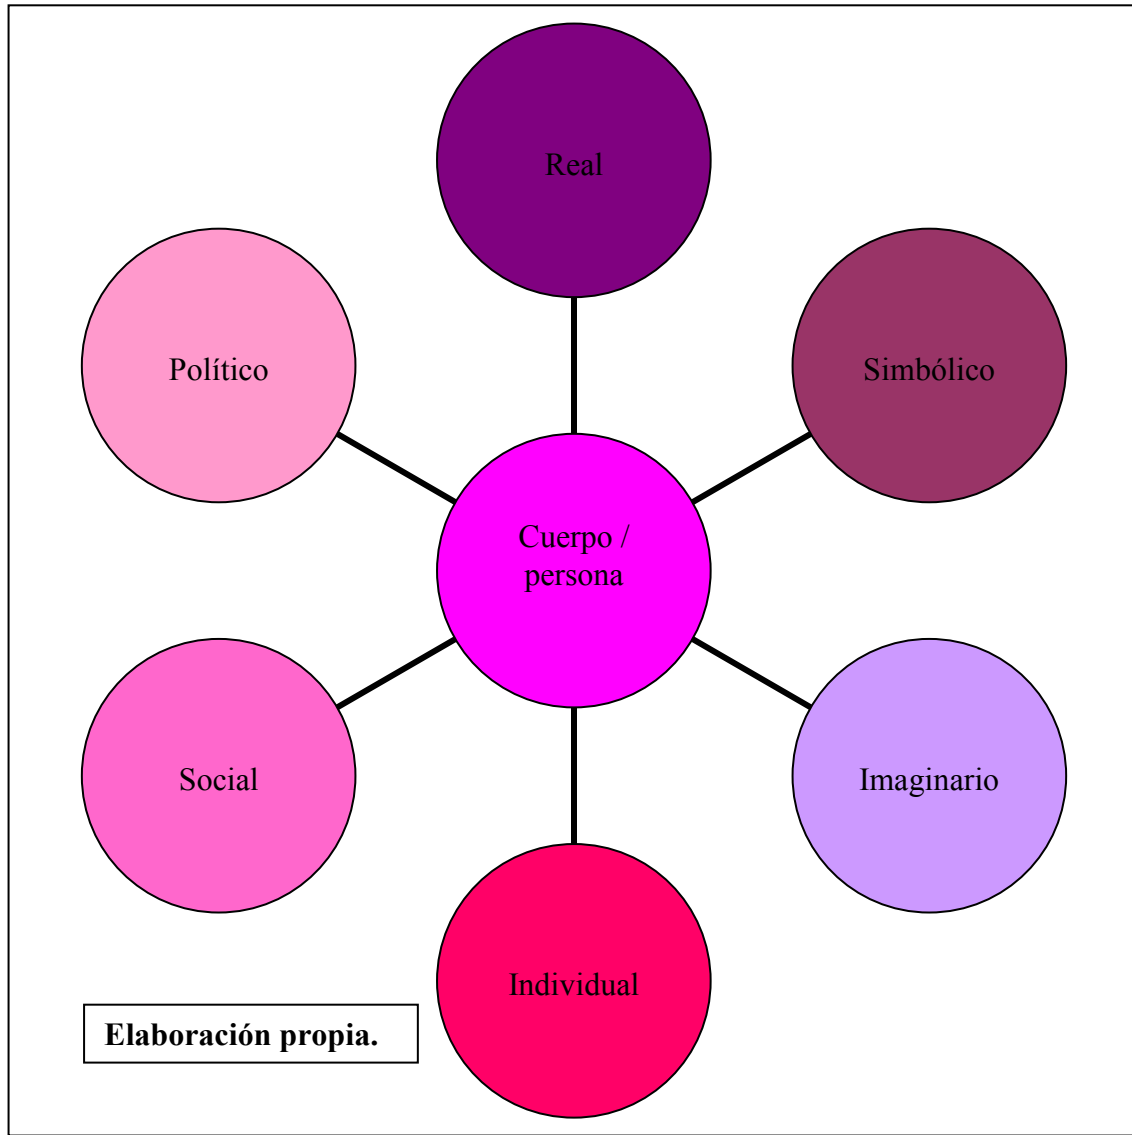 Real
Político
Simbólico
Cuerpo /
persona
Social
Imaginario
Individual
Elaboración propia.